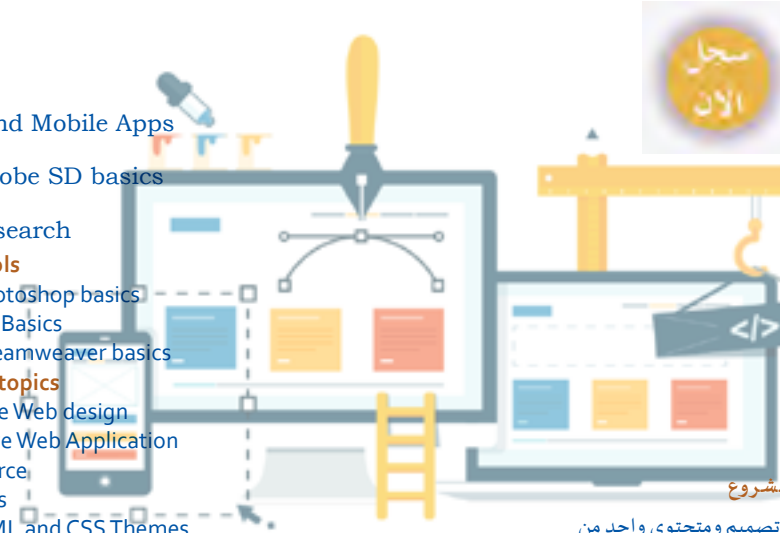 سجل
الآن
nd Mobile Apps
obe SD basics
search
ols
otoshop basics
Basics
eamweaver basics
topics
e Web design
e Web Application
rce
s
ML and CSS Themes
</>
شروع
تصميم ومحتوى واحد من